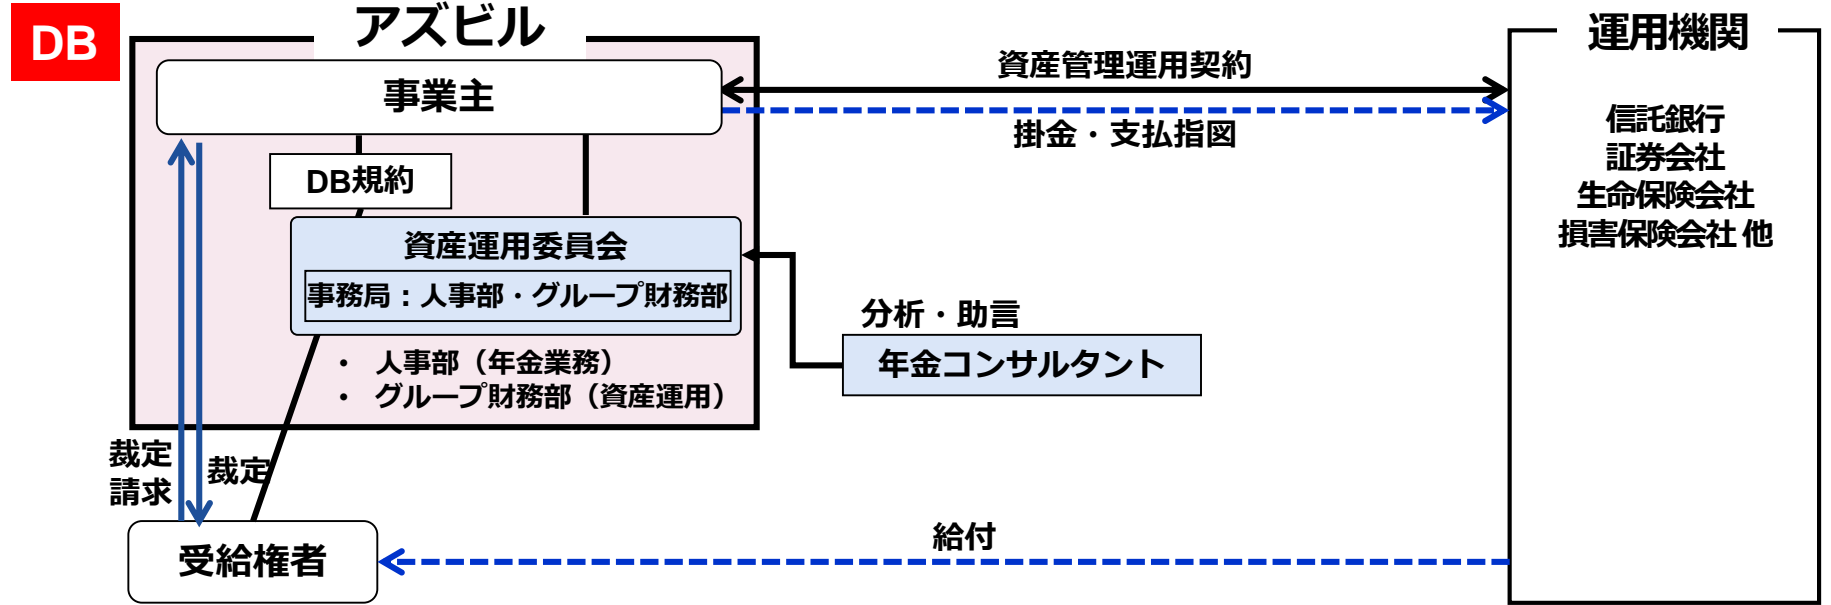 DB
アズビル
事業主
DB規約
資産運用委員会
事務局：人事部・グループ財務部
・ 人事部（年金業務）
・ グループ財務部（資産運用）
資産管理運用契約
掛金・支払指図
運用機関
信託銀行
証券会社
生命保険会社
損害保険会社 他
分析・助言
年金コンサルタント
裁定
請求
裁定
受給権者
給付